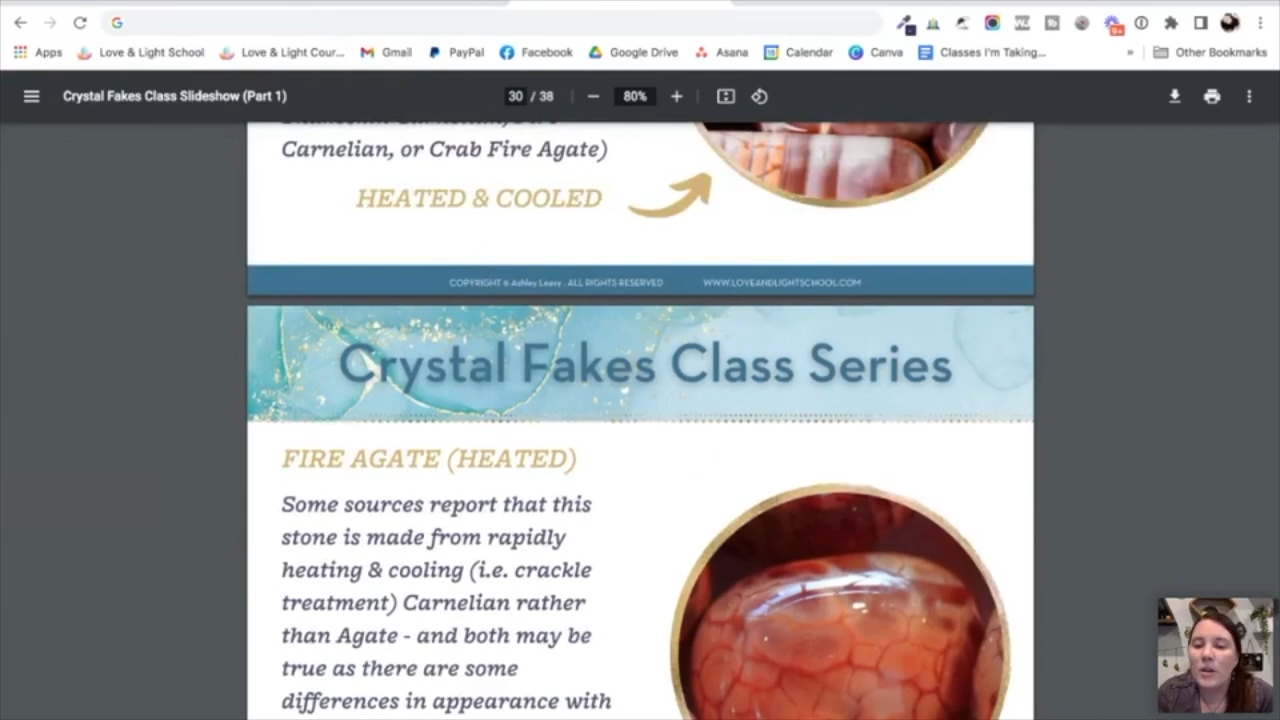 Apps
Love & Light School
Love & Light Cour...
Gmail
PayPal
Facebook
Google Drive
Asana
Calendar
Canva
Classes I'm Taking...
»
Other Bookmarks
Crystal Fakes Class Slideshow (Part 1)
30 / 38
80%
Carnelian, or Crab Fire Agate)
HEATED & COOLED
COPYRIGHT © Ashley Leavy . ALL RIGHTS RESERVED
WWW.LOVEANDLIGHTSCHOOL.COM
Crystal Fakes Class Series
FIRE AGATE (HEATED)
Some sources report that this
stone is made from rapidly
heating & cooling (i.e. crackle
treatment) Carnelian rather
than Agate - and both may be
true as there are some
differences in appearance with